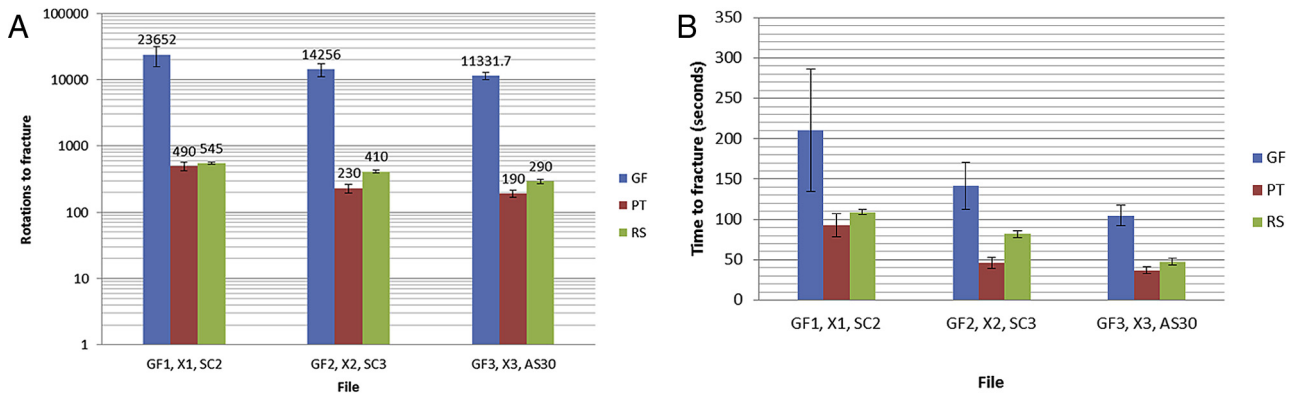 A
100000
10000
1000
100
10
1
Rotations to fracture
23652
490
545
14256
230
410
11331.7
190
290
GF1, X1, SC2
GF2, X2, SC3
GF3, X3, AS30
File
GF
PT
RS
B
350
300
250
200
150
100
50
0
Time to fracture (seconds)
GF1, X1, SC2
GF2, X2, SC3
GF3, X3, AS30
File
GF
PT
RS